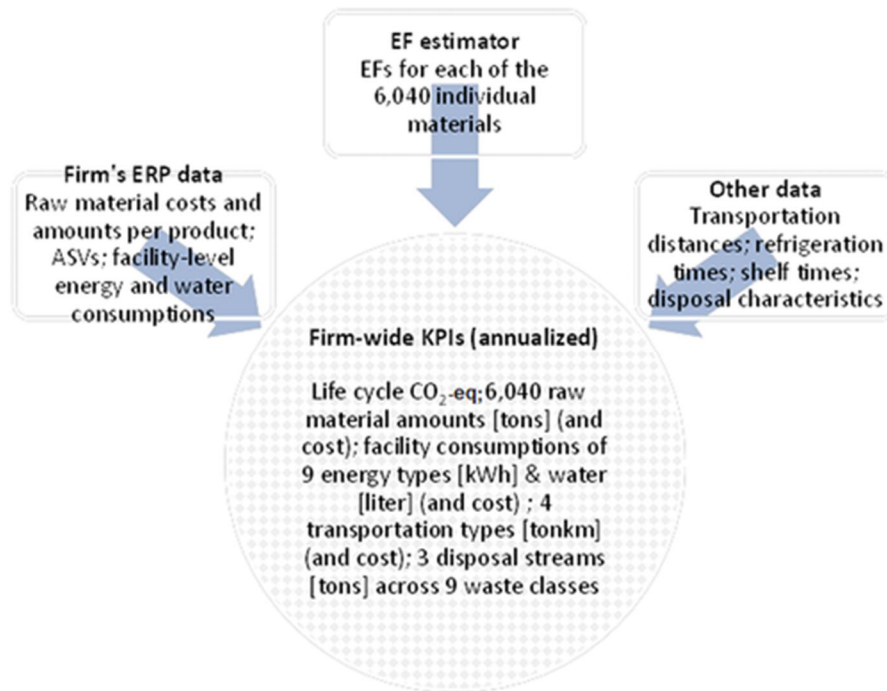 EF estimator
EFs for each of the
6,040 individual
materials
Firm's ERP data
Raw material costs and
amounts per product;
ASVs; facility-level
energy and water
consumptions
Other data
Transportation
distances; refrigeration
times; shelf times;
disposal characteristics
Firm-wide KPIs (annualized)
Life cycle CO₂-eq;6,040 raw
material amounts [tons] (and
cost); facility consumptions of
9 energy types [kWh] & water
[liter] (and cost) ; 4
transportation types [tonkm]
(and cost); 3 disposal streams
[tons] across 9 waste classes